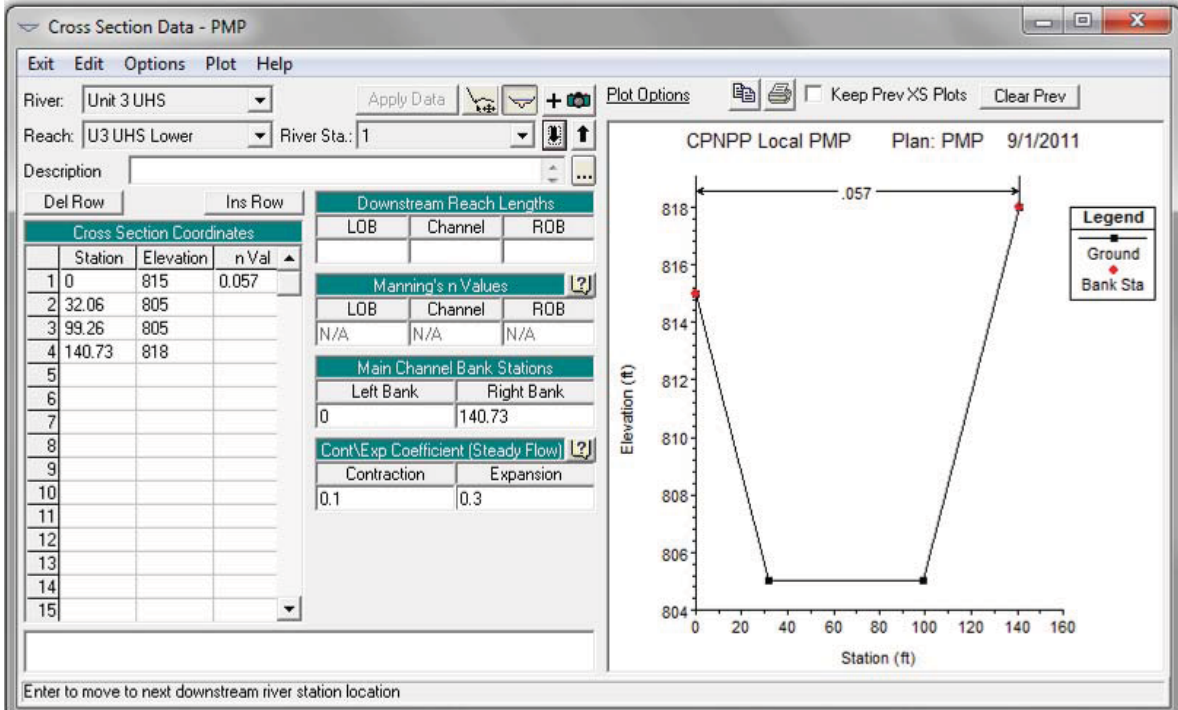 Cross Section Data - PMP
Exit Edit Options Plot Help
River: Unit 3 UHS Apply Data
Reach: U3 UHS Lower River Sta.: 1
Description ...
Del Row Ins Row
Cross Section Coordinates
Station Elevation n Val
1 0 815 0.057
2 32.06 805
3 99.26 805
4 140.73 818
5
6
7
8
9
10
11
12
13
14
15
Downstream Reach Lengths
LOB Channel ROB
Manning's n Values
LOB Channel ROB
N/A N/A N/A
Main Channel Bank Stations
Left Bank Right Bank
0 140.73
Cont\Exp Coefficient (Steady Flow)
Contraction Expansion
0.1 0.3
Plot Options Keep Prev XS Plots Clear Prev
CPNPP Local PMP Plan: PMP 9/1/2011
.057
818
816
814
812
810
808
806
804
Elevation (ft)
0 20 40 60 80 100 120 140 160
Station (ft)
Legend
Ground
Bank Sta
Enter to move to next downstream river station location